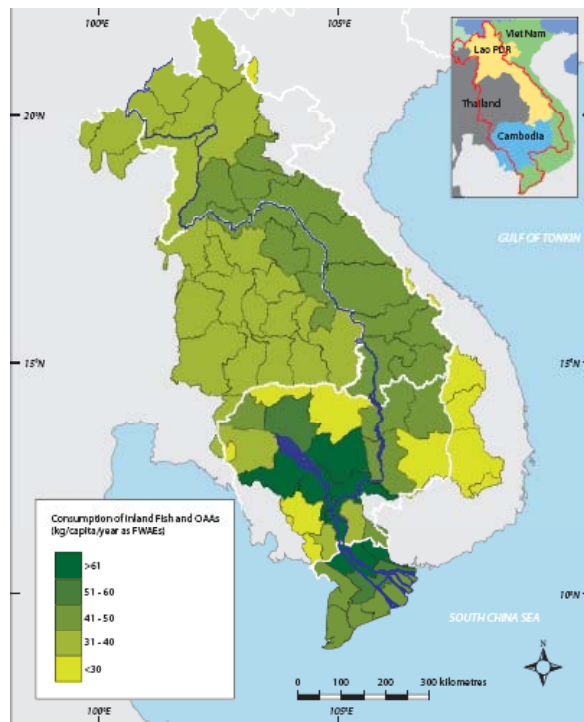 100°E
105°E
Viet Nam
Lao PDR
Thailand
Cambodia
20°N
GULF OF TONKIN
15°N
Consumption of Inland Fish and OAAs
(kg/capita/year as FWAEs)
>61
51 - 60
41 - 50
31 - 40
<30
10°N
SOUTH CHINA SEA
N
0 50 100 200 300 kilometres
100°E
105°E